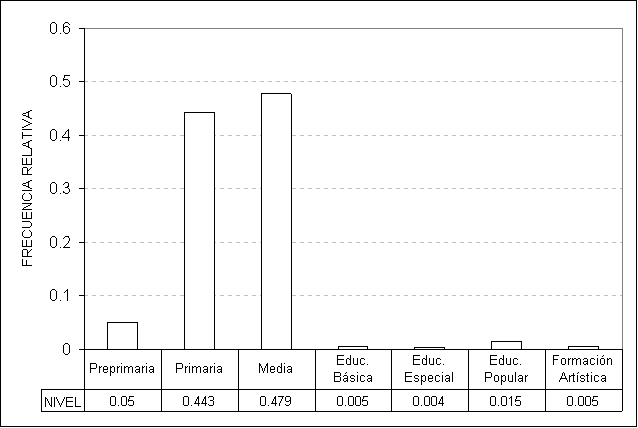 0.6
0.5
0.4
0.3
0.2
0.1
0
FRECUENCIA RELATIVA
Preprimaria
Primaria
Media
Educ.
Básica
Educ.
Especial
Educ.
Popular
Formación
Artística
NIVEL 0.05 0.443 0.479 0.005 0.004 0.015 0.005